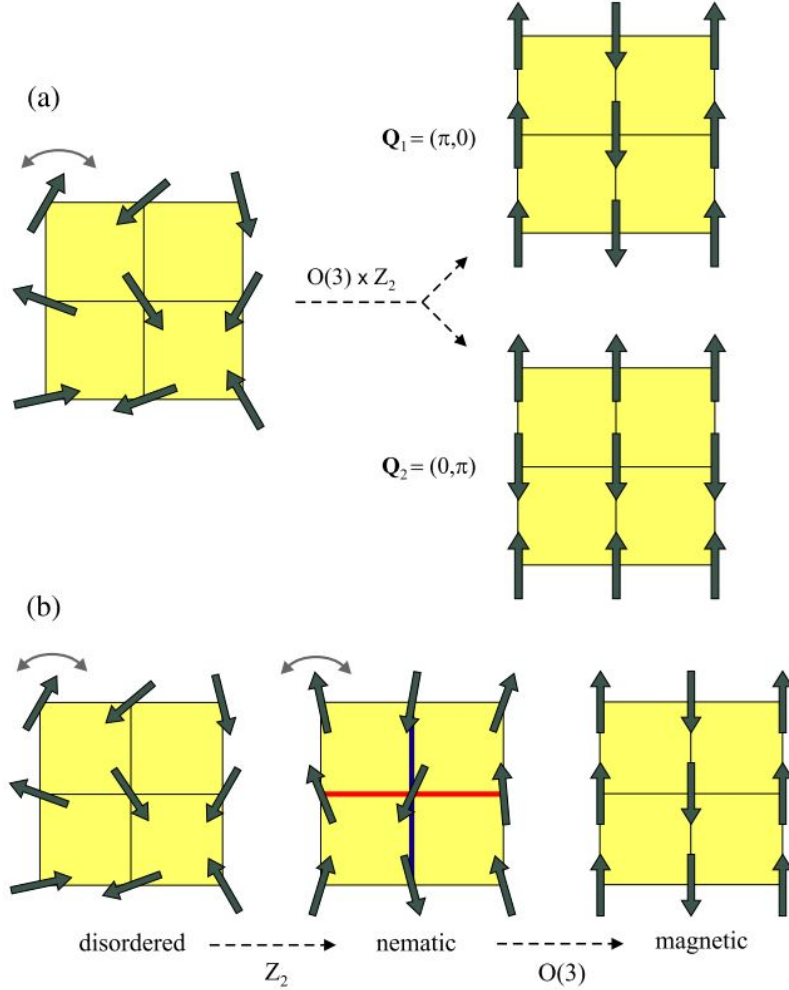 (a)
Q₁ = (π,0)
O(3) x Z₂
Q₂ = (0,π)
(b)
disordered
nematic
magnetic
Z₂
O(3)